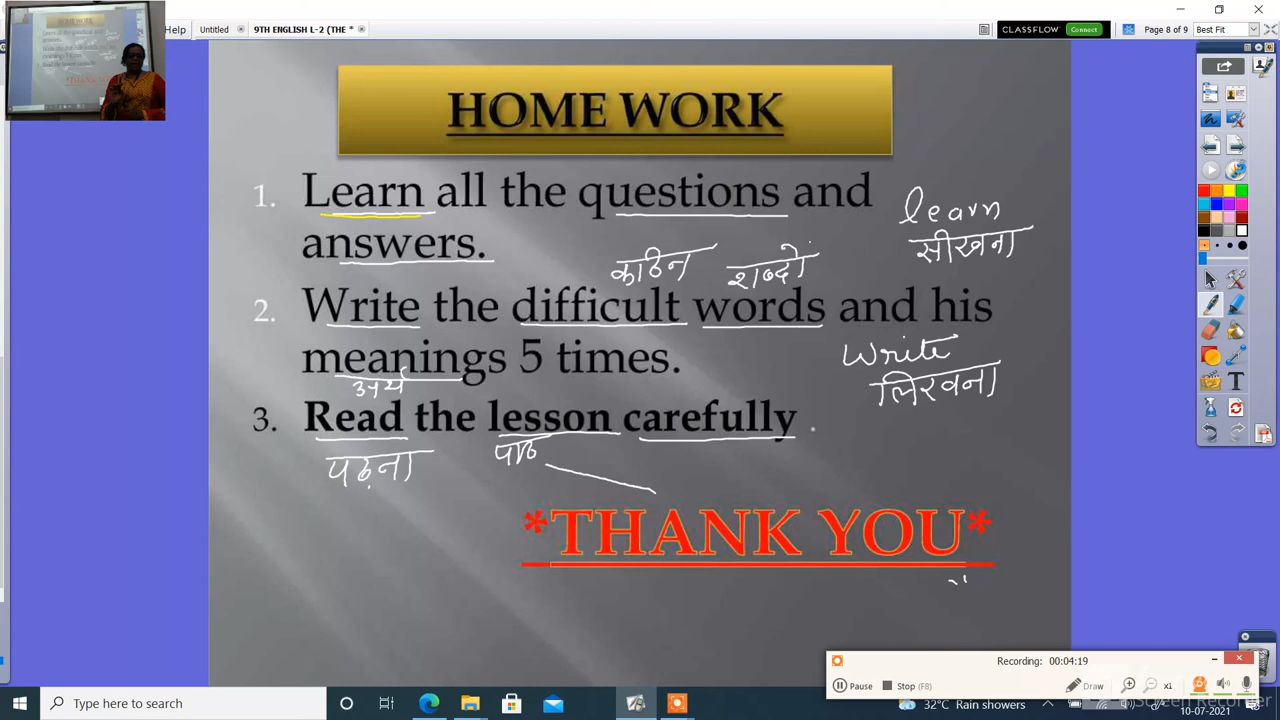 Help
Untitled
9TH ENGLISH L-2 (THE *
CLASSFLOW
Connect
Page 8 of 9
Best Fit
HOME WORK
1. Learn all the questions and
answers.
learn
सीखना
कठिन शब्दों
2. Write the difficult words and his
meanings 5 times.
अर्थ
Write
लिखना
3. Read the lesson carefully .
पढ़ना
पाठ
*THANK YOU*
Recording: 00:04:19
Pause
Stop (F8)
x1
Draw
Type here to search
32°C Rain showers
10-07-2021